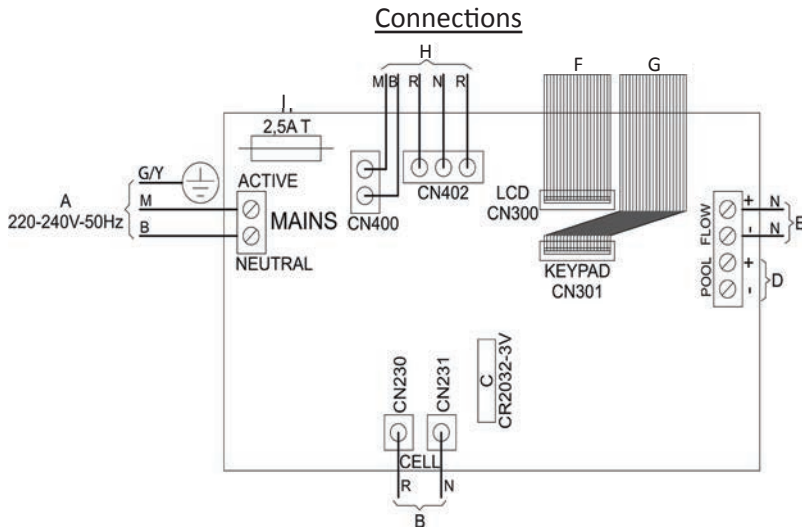 Connections
H
F
G
M B R N R
J.
2,5A T
G/Y
ACTIVE
A
220-240V-50Hz
M
MAINS
B
NEUTRAL
CN400
CN402
LCD
CN300
KEYPAD
CN301
FLOW
POOL
+ N
- N
E
+
-
D
CN230
CN231
C
CR2032-3V
CELL
R N
B